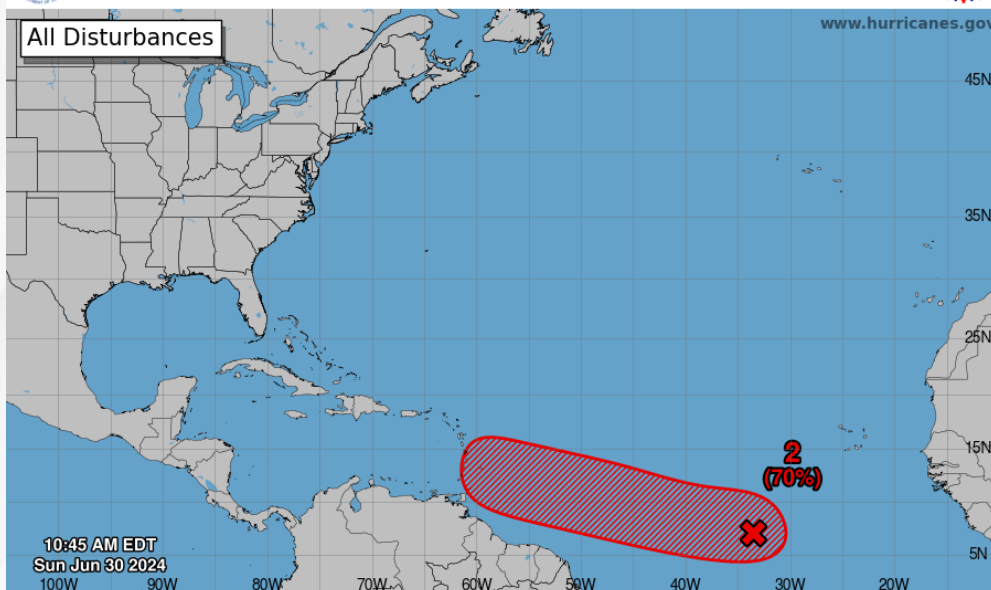 www.hurricanes.gov
All Disturbances
45N
35N
25N
15N
2
(70%)
5N
10:45 AM EDT
Sun Jun 30 2024
100W 90W 80W 70W 60W 50W 40W 30W 20W